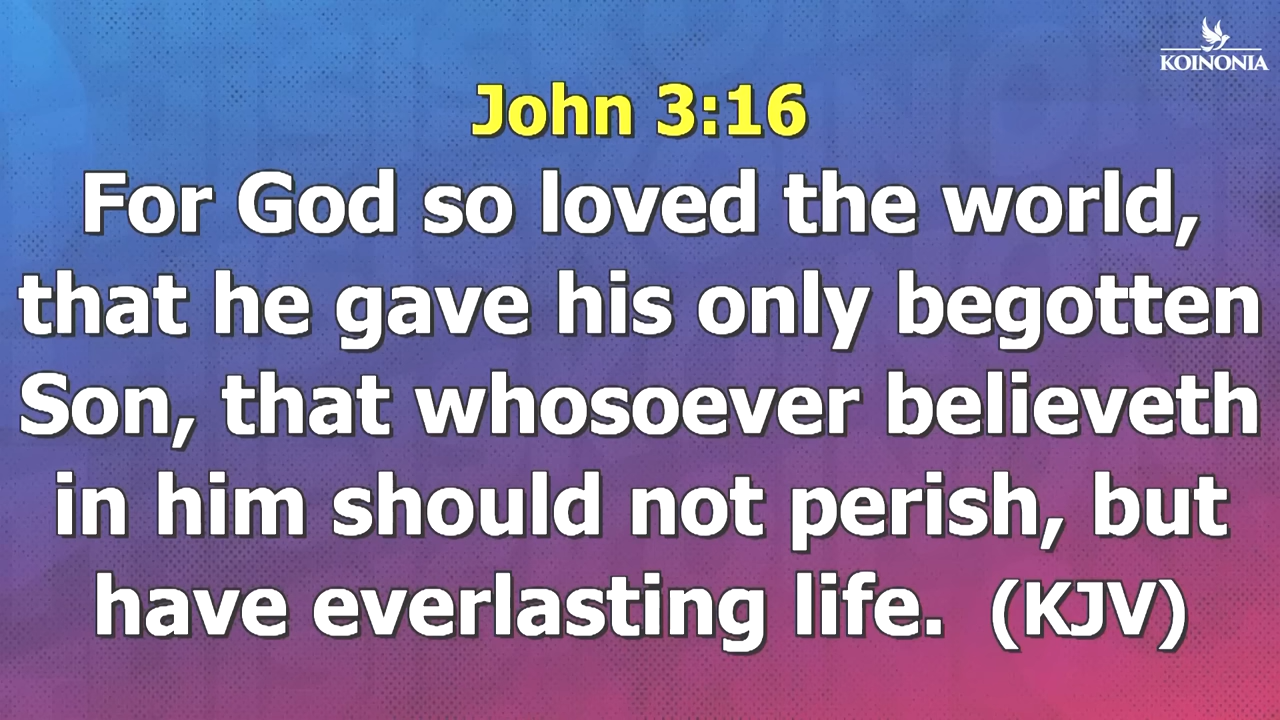 KOINONIA
John 3:16
For God so loved the world,
that he gave his only begotten
Son, that whosoever believeth
in him should not perish, but
have everlasting life.  (KJV)